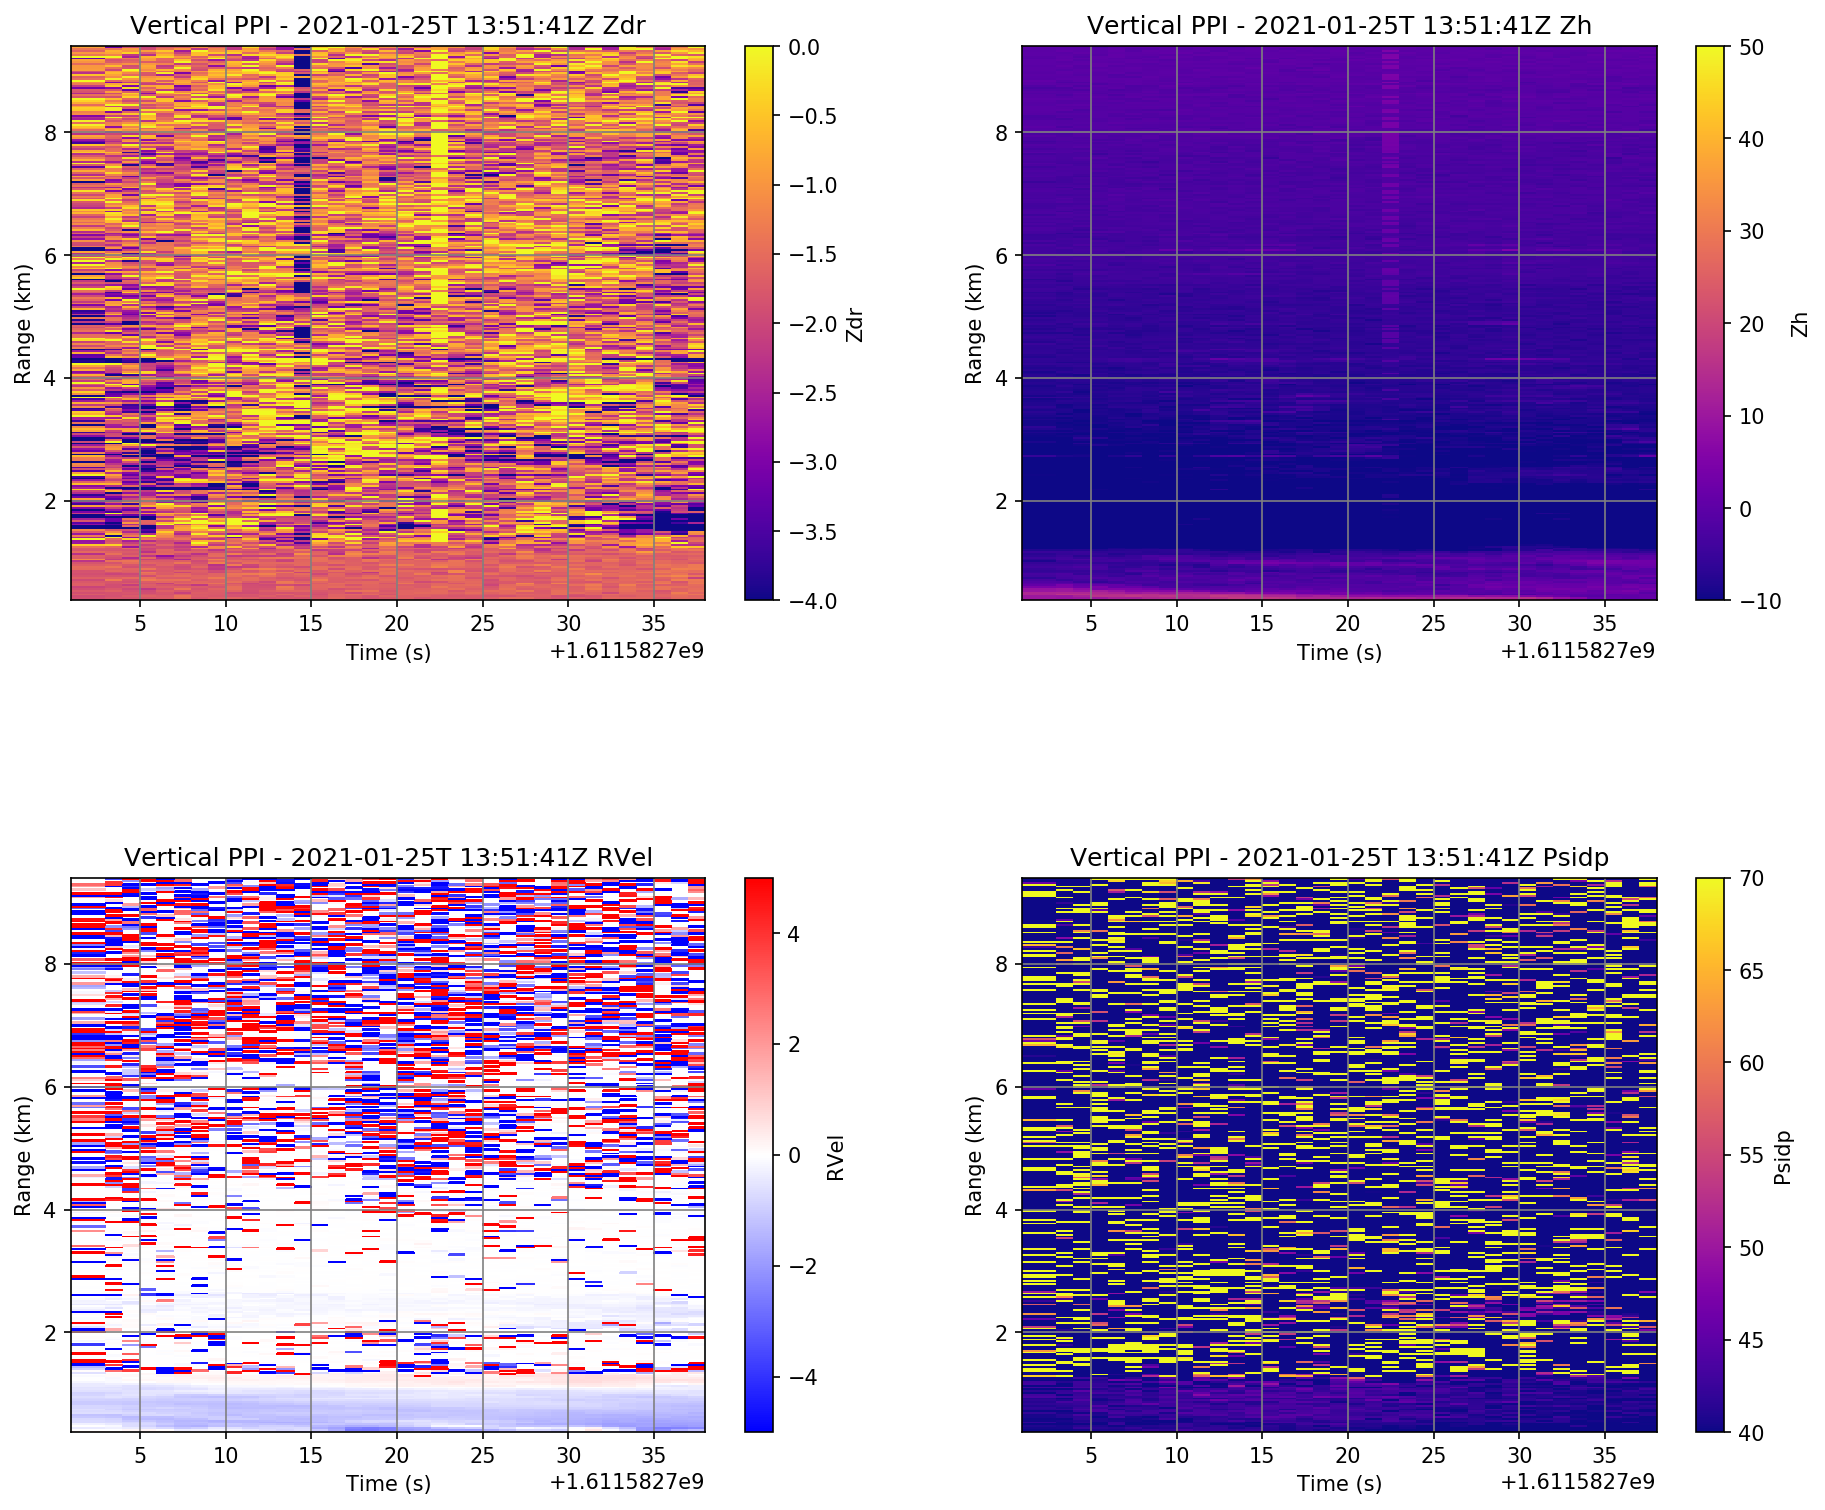 Vertical PPI - 2021-01-25T 13:51:41Z Zdr
Range (km)
8
6
4
2
5 10 15 20 25 30 35
Time (s)
+1.6115827e9
0.0
−0.5
−1.0
−1.5
−2.0
−2.5
−3.0
−3.5
−4.0
Zdr
Vertical PPI - 2021-01-25T 13:51:41Z Zh
Range (km)
8
6
4
2
5 10 15 20 25 30 35
Time (s)
+1.6115827e9
50
40
30
20
10
0
−10
Zh
Vertical PPI - 2021-01-25T 13:51:41Z RVel
Range (km)
8
6
4
2
5 10 15 20 25 30 35
Time (s)
+1.6115827e9
4
2
0
−2
−4
RVel
Vertical PPI - 2021-01-25T 13:51:41Z Psidp
Range (km)
8
6
4
2
5 10 15 20 25 30 35
Time (s)
+1.6115827e9
70
65
60
55
50
45
40
Psidp